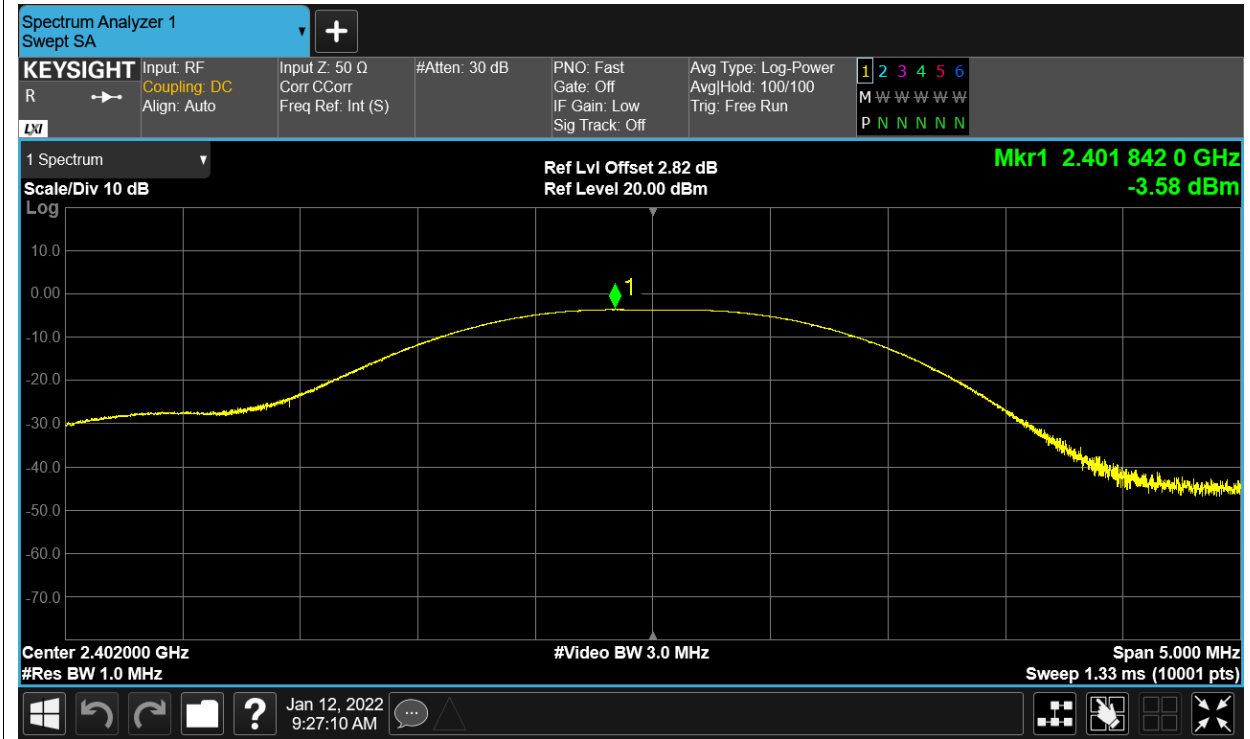 Spectrum Analyzer 1
Swept SA
+
KEYSIGHT
R
LXI
Input: RF
Coupling: DC
Align: Auto
Input Z: 50 Ω
Corr CCorr
Freq Ref: Int (S)
#Atten: 30 dB
PNO: Fast
Gate: Off
IF Gain: Low
Sig Track: Off
Avg Type: Log-Power
Avg|Hold: 100/100
Trig: Free Run
1 2 3 4 5 6
M W W W W W
P N N N N N
1 Spectrum
Scale/Div 10 dB
Log
Ref Lvl Offset 2.82 dB
Ref Level 20.00 dBm
Mkr1 2.401 842 0 GHz
-3.58 dBm
10.0
0.00
-10.0
-20.0
-30.0
-40.0
-50.0
-60.0
-70.0
1
Center 2.402000 GHz
#Res BW 1.0 MHz
#Video BW 3.0 MHz
Span 5.000 MHz
Sweep 1.33 ms (10001 pts)
?
Jan 12, 2022
9:27:10 AM